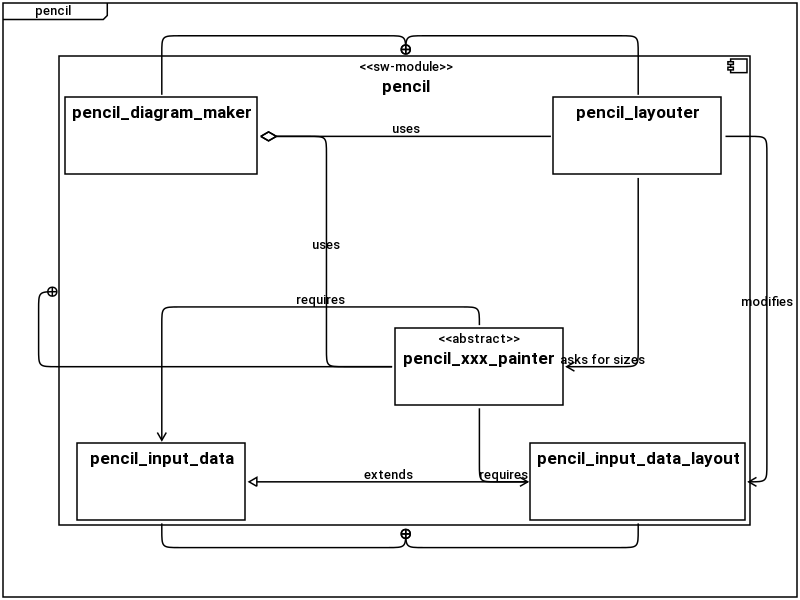 pencil
<<sw-module>>
pencil
pencil_diagram_maker
pencil_layouter
uses
uses
requires
modifies
<<abstract>>
pencil_xxx_painter
asks for sizes
pencil_input_data
pencil_input_data_layout
extends
requires